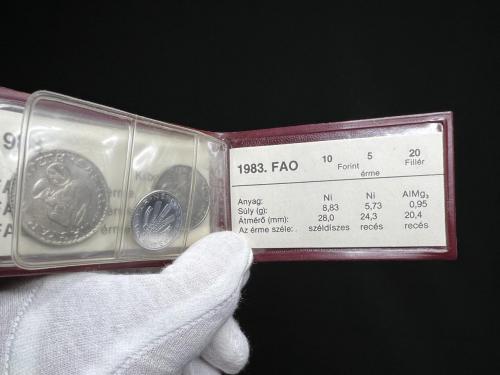 1983. FAO 10 5 20
Forint Fillér
érme
Anyag: Ni Ni AlMg₃
Súly (g): 8,83 5,73 0,95
Átmérő (mm): 28,0 24,3 20,4
Az érme széle: . széldíszes recés recés